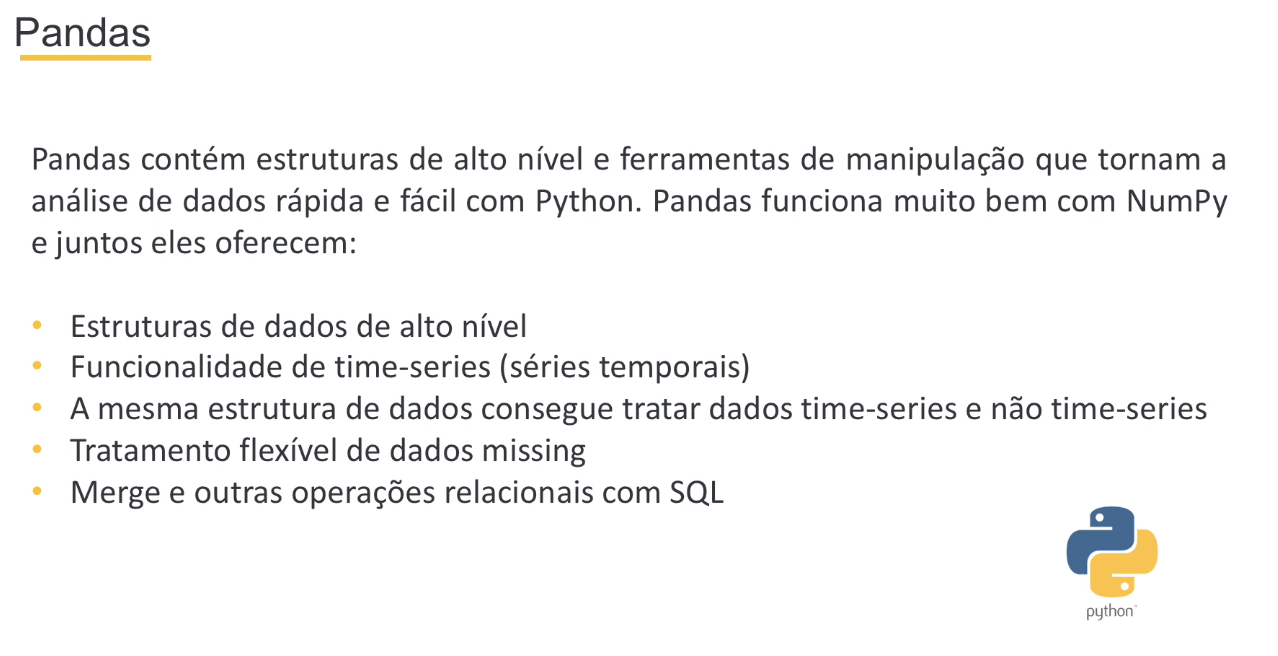 Pandas
Pandas contém estruturas de alto nível e ferramentas de manipulação que tornam a
análise de dados rápida e fácil com Python. Pandas funciona muito bem com NumPy
e juntos eles oferecem:
• Estruturas de dados de alto nível
• Funcionalidade de time-series (séries temporais)
• A mesma estrutura de dados consegue tratar dados time-series e não time-series
• Tratamento flexível de dados missing
• Merge e outras operações relacionais com SQL
python™